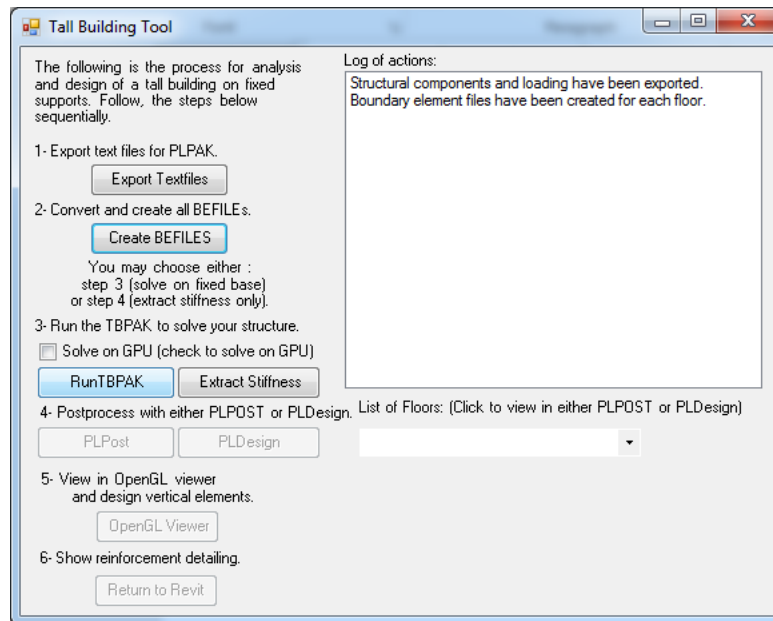 Tall Building Tool
The following is the process for analysis
and design of a tall building on fixed
supports. Follow, the steps below
sequentially.
1- Export text files for PLPAK.
Export Textfiles
2- Convert and create all BEFILEs.
Create BEFILES
You may choose either :
step 3 (solve on fixed base)
or step 4 (extract stiffness only).
3- Run the TBPAK to solve your structure.
Solve on GPU (check to solve on GPU)
RunTBPAK
Extract Stiffness
4- Postprocess with either PLPOST or PLDesign.
PLPost
PLDesign
5- View in OpenGL viewer
and design vertical elements.
OpenGL Viewer
6- Show reinforcement detailing.
Return to Revit
Log of actions:
Structural components and loading have been exported.
Boundary element files have been created for each floor.
List of Floors: (Click to view in either PLPOST or PLDesign)